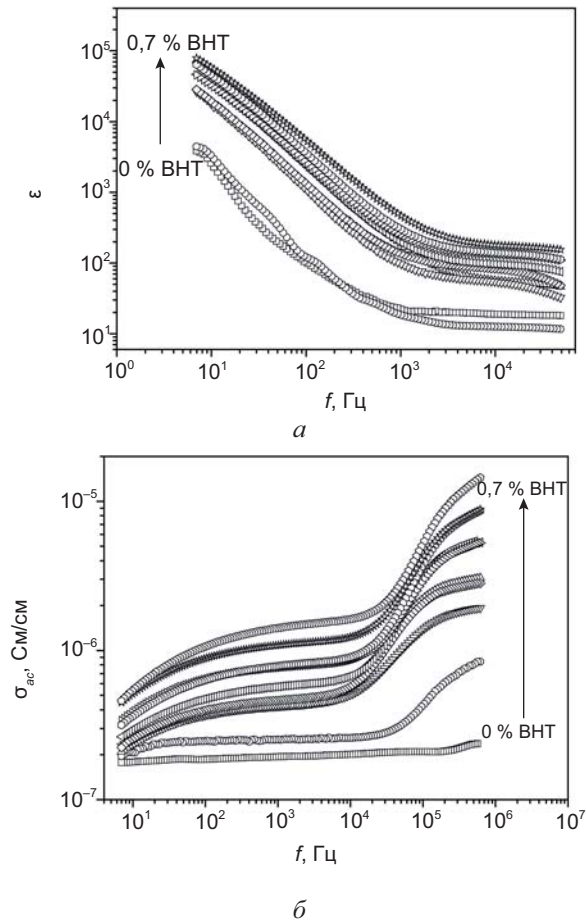 10⁵
0,7 % ВНТ
10⁴
0 % ВНТ
10³
ε
10²
10¹
10⁰ 10¹ 10² 10³ 10⁴
f, Гц
а
10⁻⁵
0,7 % ВНТ
σac, См/см
10⁻⁶
0 % ВНТ
10⁻⁷
10¹ 10² 10³ 10⁴ 10⁵ 10⁶ 10⁷
f, Гц
б